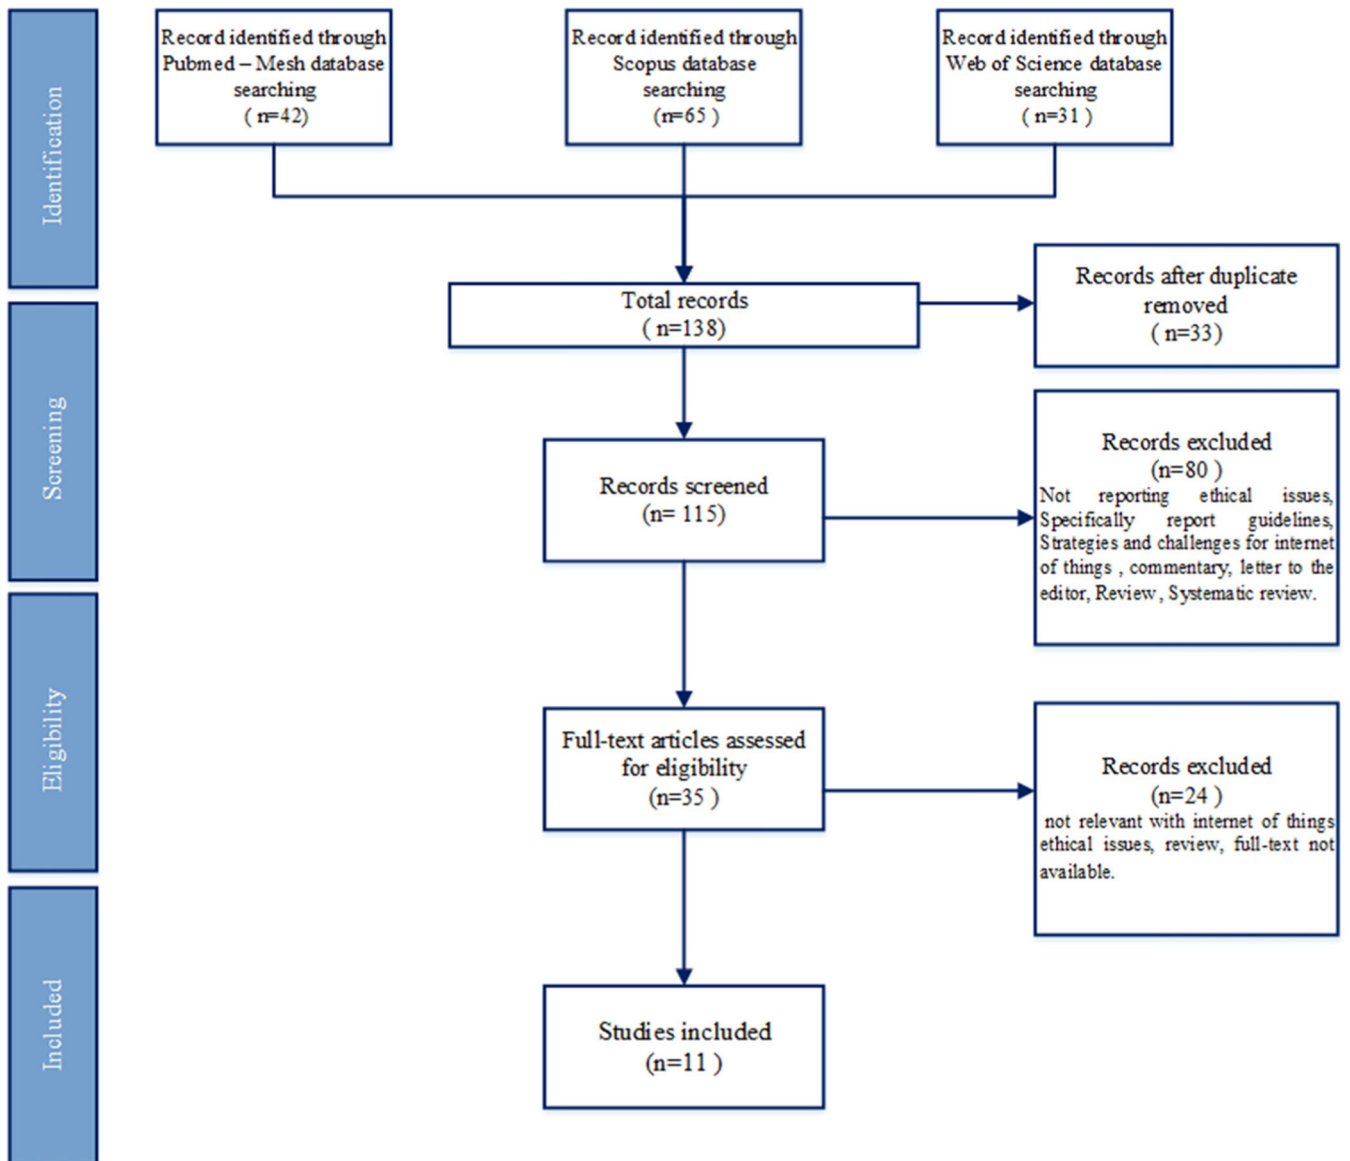 Identification
Record identified through
Pubmed – Mesh database
searching
( n=42)
Record identified through
Scopus database
searching
(n=65 )
Record identified through
Web of Science database
searching
( n=31 )
Total records
( n=138)
Records after duplicate
removed
( n=33)
Screening
Records screened
(n= 115)
Records excluded
(n=80 )
Not reporting ethical issues,
Specifically report guidelines,
Strategies and challenges for internet
of things , commentary, letter to the
editor, Review , Systematic review.
Eligibility
Full-text articles assessed
for eligibility
(n=35 )
Records excluded
(n=24 )
not relevant with internet of things
ethical issues, review, full-text not
available.
Included
Studies included
(n=11 )